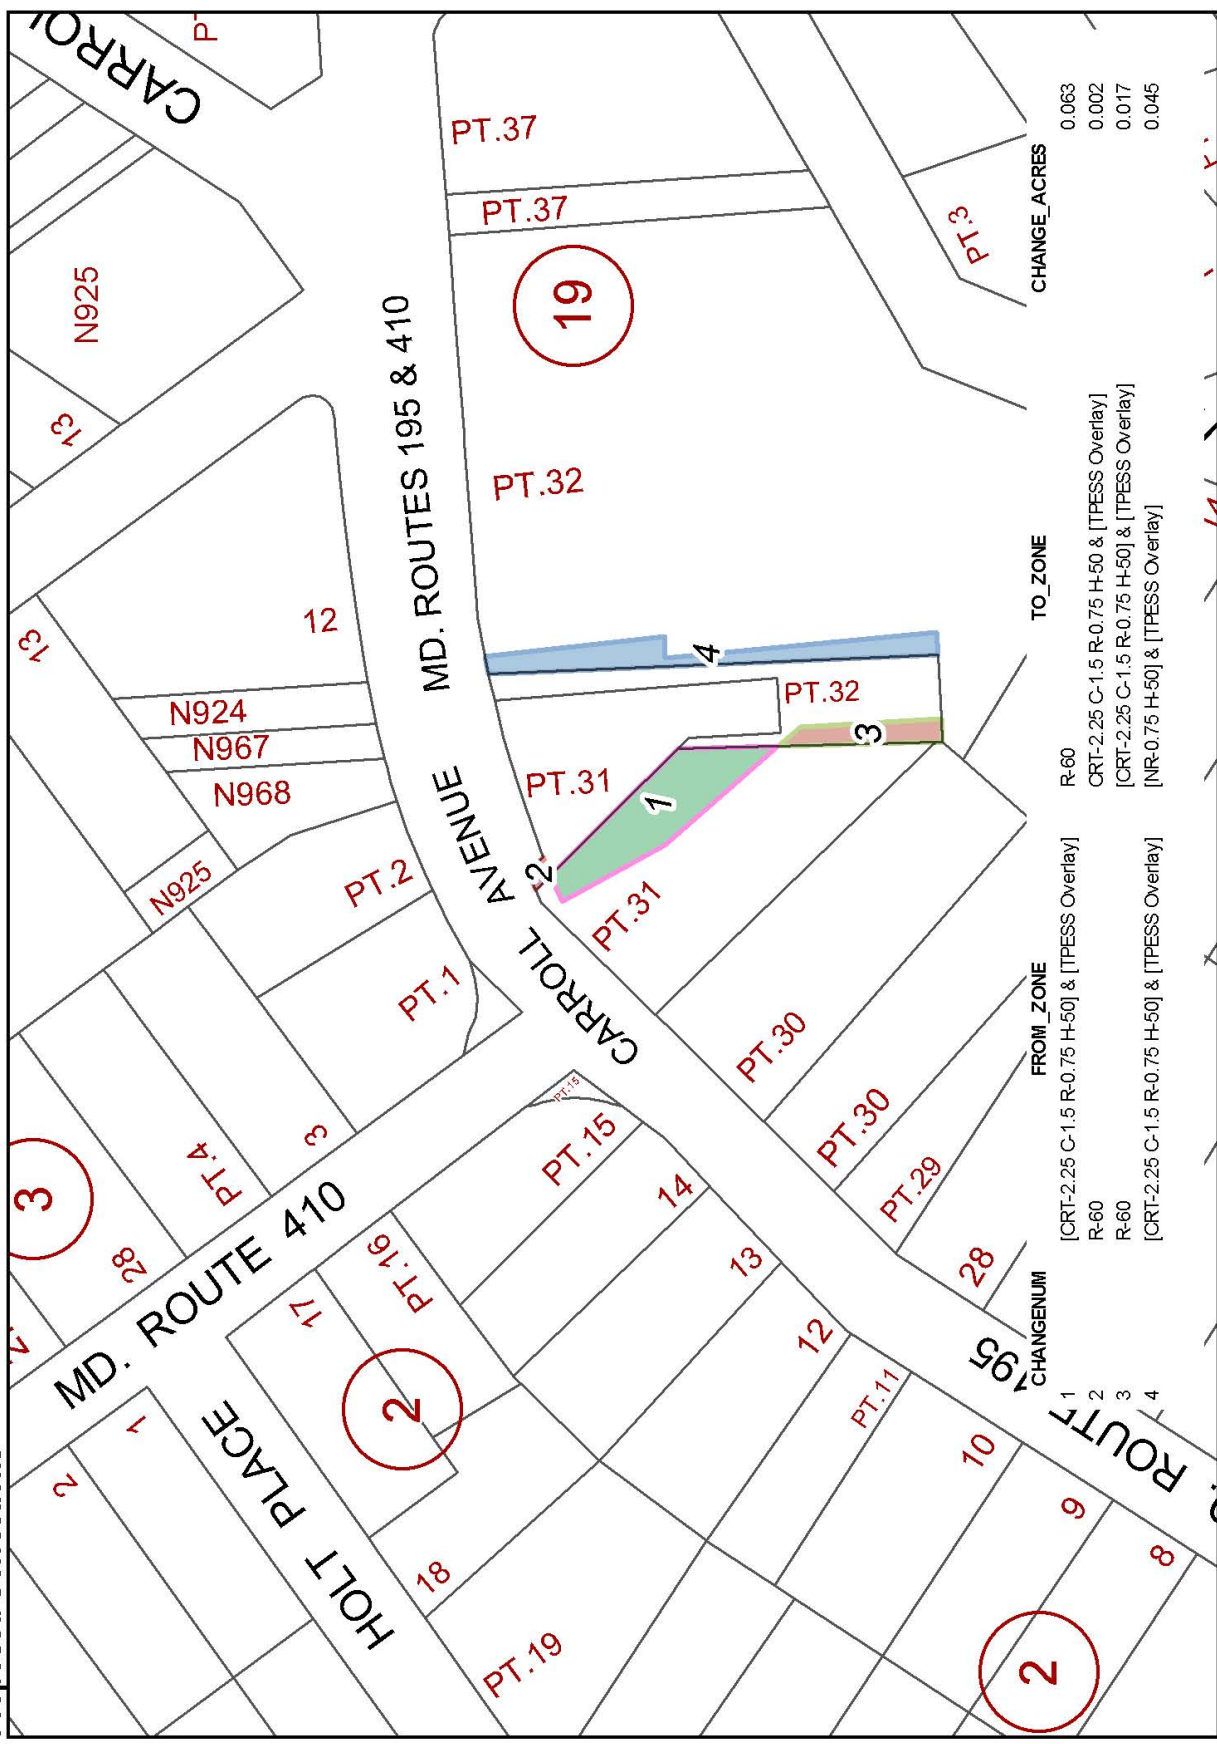 CARROL
P
N925
13
PT.37
PT.37
19
PT.3
MD. ROUTES 195 & 410
PT.32
13
12
N924
N967
N968
N925
PT.2
PT.1
CARROLL AVENUE
PT.31
PT.31
PT.32
1
2
3
4
3
PT.4
3
28
MD. ROUTE 410
PT.15
PT.15
14
13
12
PT.11
10
9
8
PT.30
PT.30
PT.29
28
195
ROUTE
17
PT.16
2
1
2
HOLT PLACE
18
PT.19
2
CHANGENUM FROM_ZONE TO_ZONE CHANGE_ACRES
1 [CRT-2.25 C-1.5 R-0.75 H-50] & [TPESS Overlay] R-60 0.063
2 R-60 CRT-2.25 C-1.5 R-0.75 H-50 & [TPESS Overlay] 0.002
3 R-60 [CRT-2.25 C-1.5 R-0.75 H-50] & [TPESS Overlay] 0.017
4 [CRT-2.25 C-1.5 R-0.75 H-50] & [TPESS Overlay] [NR-0.75 H-50] & [TPESS Overlay] 0.045